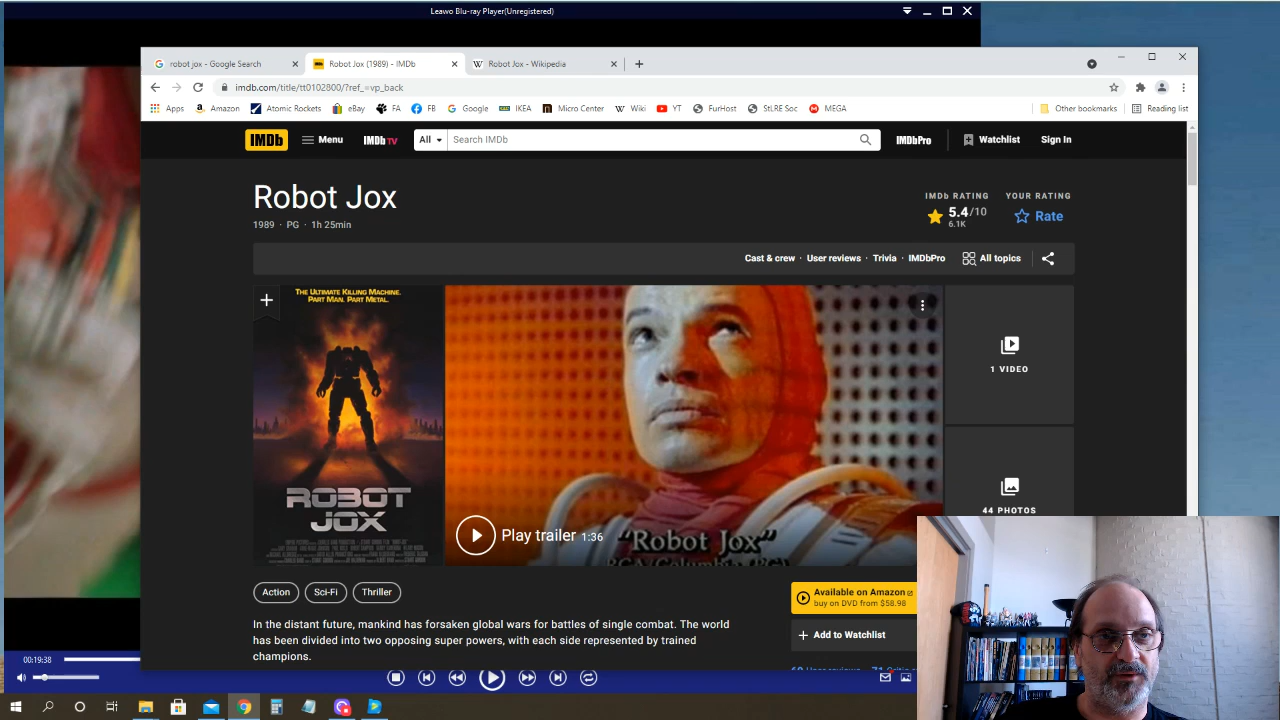 Leawo Blu-ray Player(Unregistered)
robot jox - Google Search
Robot Jox (1989) - IMDb
Robot Jox - Wikipedia
imdb.com/title/tt0102800/?ref_=vp_back
Apps Amazon Atomic Rockets eBay FA FB Google IKEA Micro Center Wiki YT FurHost StLRE Soc MEGA Other bookmarks Reading list
IMDb Menu IMDb TV All Search IMDb IMDbPro Watchlist Sign In
Robot Jox
1989 · PG · 1h 25min
IMDb RATING
5.4/10
6.1K
YOUR RATING
Rate
Cast & crew · User reviews · Trivia · IMDbPro All topics
THE ULTIMATE KILLING MACHINE.
PART MAN. PART METAL.
ROBOT
JOX
Play trailer 1:36
"Robot Jox"
1 VIDEO
44 PHOTOS
Action Sci-Fi Thriller
In the distant future, mankind has forsaken global wars for battles of single combat. The world
has been divided into two opposing super powers, with each side represented by trained
champions.
Available on Amazon
buy on DVD from $58.98
Add to Watchlist
00:19:38